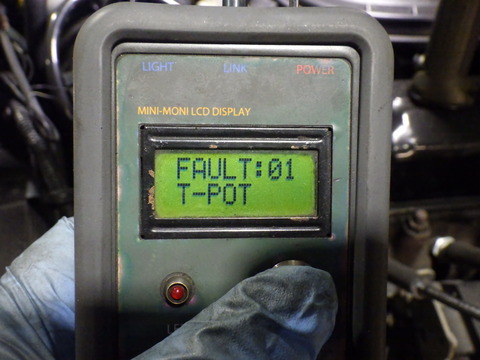 LIGHT LINK POWER
MINI-MONI LCD DISPLAY
FAULT:01
T-POT